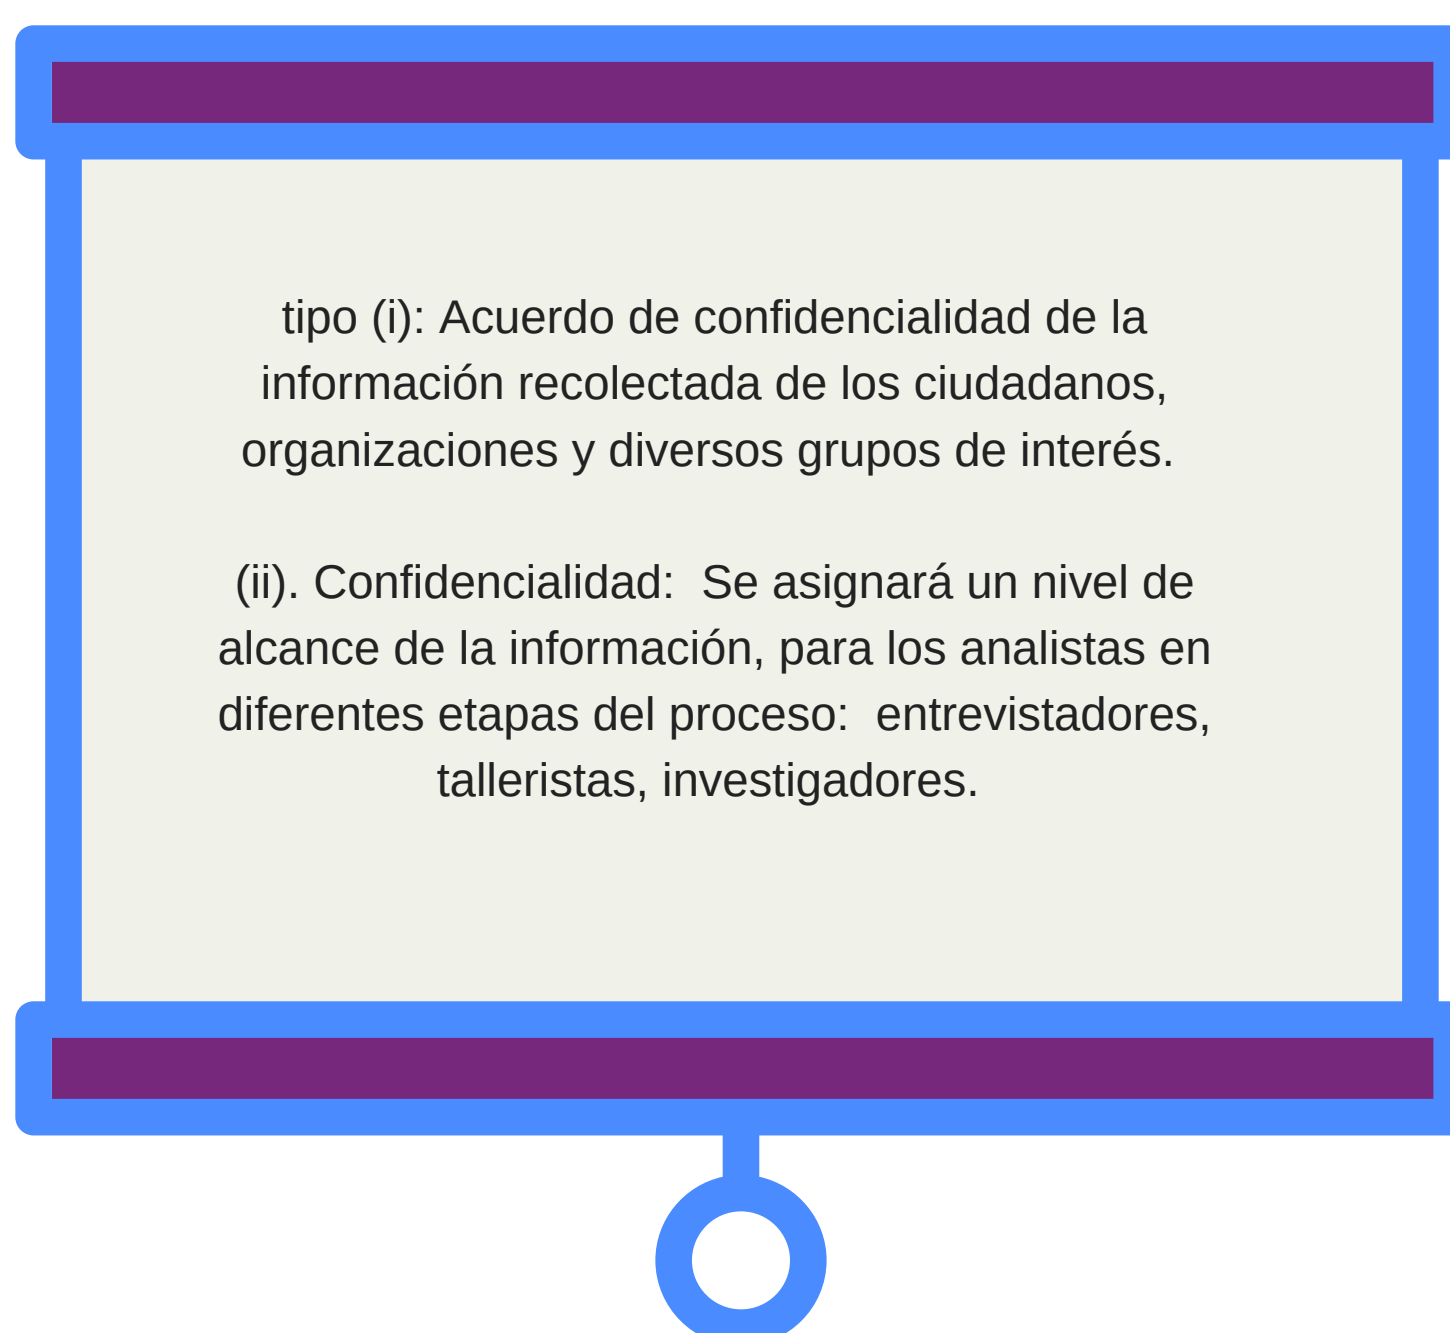 tipo (i): Acuerdo de confidencialidad de la
información recolectada de los ciudadanos,
organizaciones y diversos grupos de interés.
(ii). Confidencialidad:  Se asignará un nivel de
alcance de la información, para los analistas en
diferentes etapas del proceso:  entrevistadores,
talleristas, investigadores.